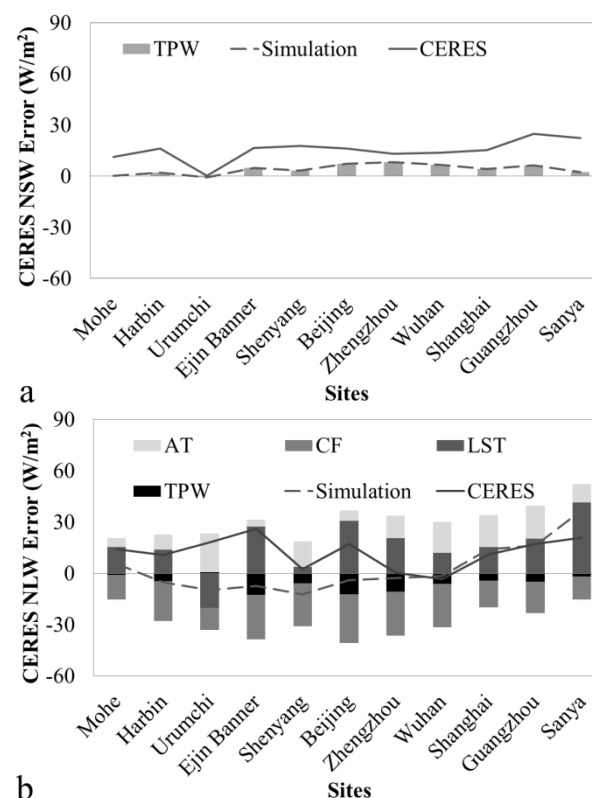 90
TPW Simulation CERES
60
30
0
-30
-60
CERES NSW Error (W/m²)
Mohe
Harbin
Urumchi
Ejin Banner
Shenyang
Beijing
Zhengzhou
Wuhan
Shanghai
Guangzhou
Sanya
a
Sites
90
AT CF LST
60
TPW Simulation CERES
30
0
-30
-60
CERES NLW Error (W/m²)
Mohe
Harbin
Urumchi
Ejin Banner
Shenyang
Beijing
Zhengzhou
Wuhan
Shanghai
Guangzhou
Sanya
b
Sites